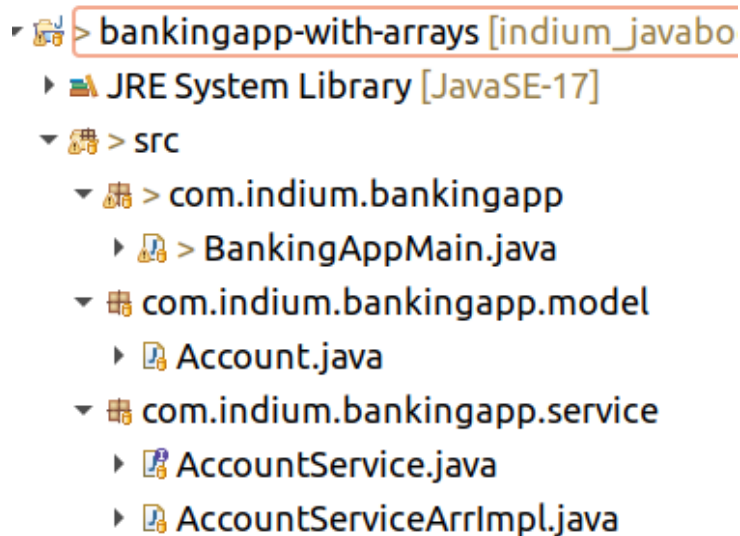 > bankingapp-with-arrays [indium_javabo
JRE System Library [JavaSE-17]
> src
> com.indium.bankingapp
> BankingAppMain.java
com.indium.bankingapp.model
Account.java
com.indium.bankingapp.service
AccountService.java
AccountServiceArrImpl.java